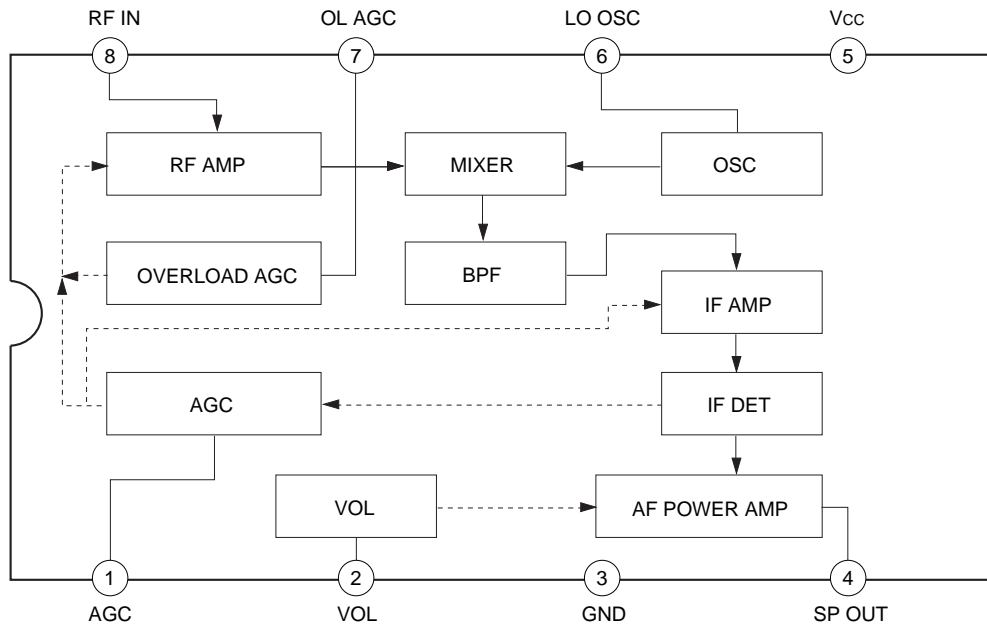 RF IN
OL AGC
LO OSC
Vcc
8
7
6
5
RF AMP
MIXER
OSC
OVERLOAD AGC
BPF
IF AMP
AGC
IF DET
VOL
AF POWER AMP
1
2
3
4
AGC
VOL
GND
SP OUT